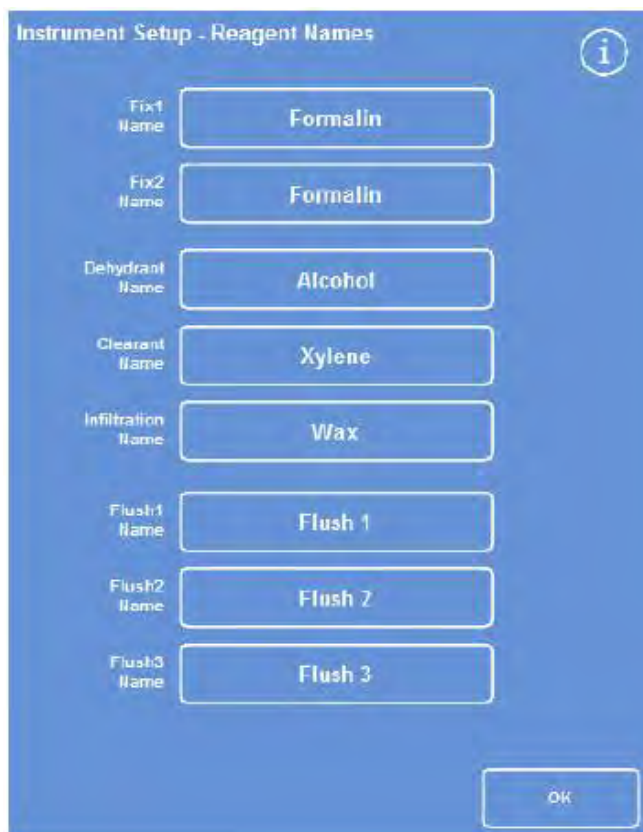 Instrument Setup - Reagent Names
i
Fix1
Name
Formalin
Fix2
Name
Formalin
Dehydrant
Name
Alcohol
Clearant
Name
Xylene
Infiltration
Name
Wax
Flush1
Name
Flush 1
Flush2
Name
Flush 2
Flush3
Name
Flush 3
OK